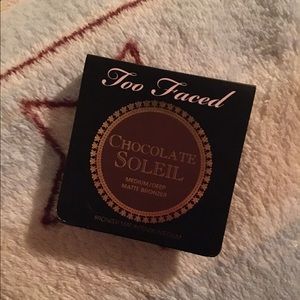 Too Faced
CHOCOLATE
SOLEIL
MEDIUM/DEEP
MATTE BRONZER